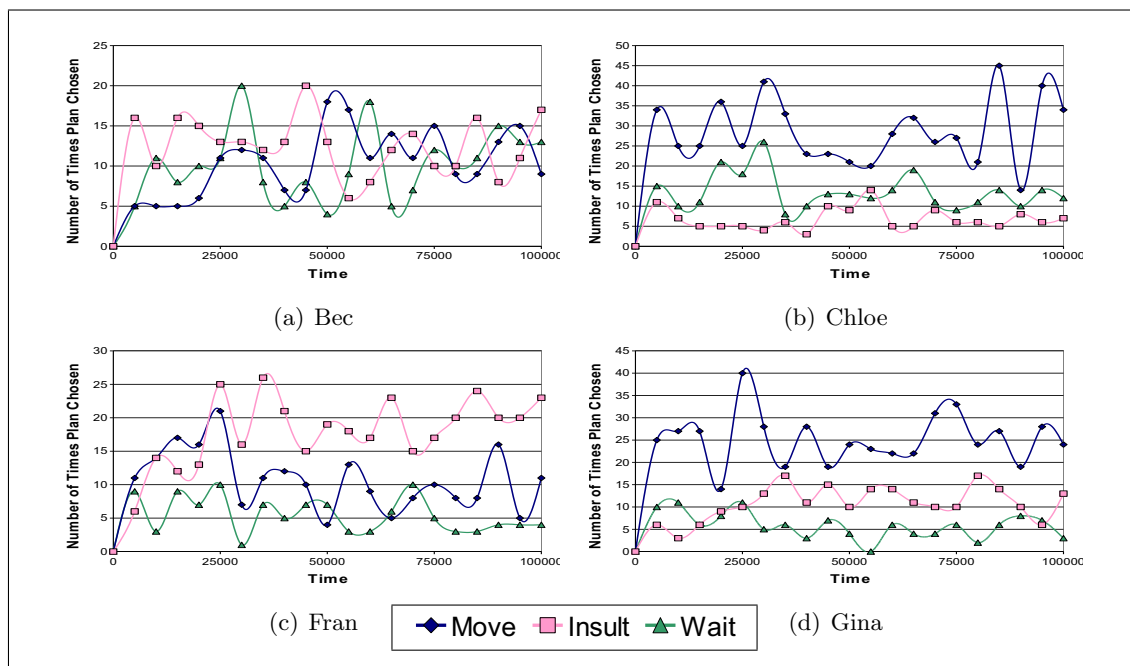 Number of Times Plan Chosen
25
20
15
10
5
0
0 25000 50000 75000 100000
Time
(a) Bec
Number of Times Plan Chosen
50
45
40
35
30
25
20
15
10
5
0
0 25000 50000 75000 100000
Time
(b) Chloe
Number of Times Plan Chosen
30
25
20
15
10
5
0
0 25000 50000 75000 100000
Time
(c) Fran
Number of Times Plan Chosen
45
40
35
30
25
20
15
10
5
0
0 25000 50000 75000 100000
Time
(d) Gina
Move Insult Wait